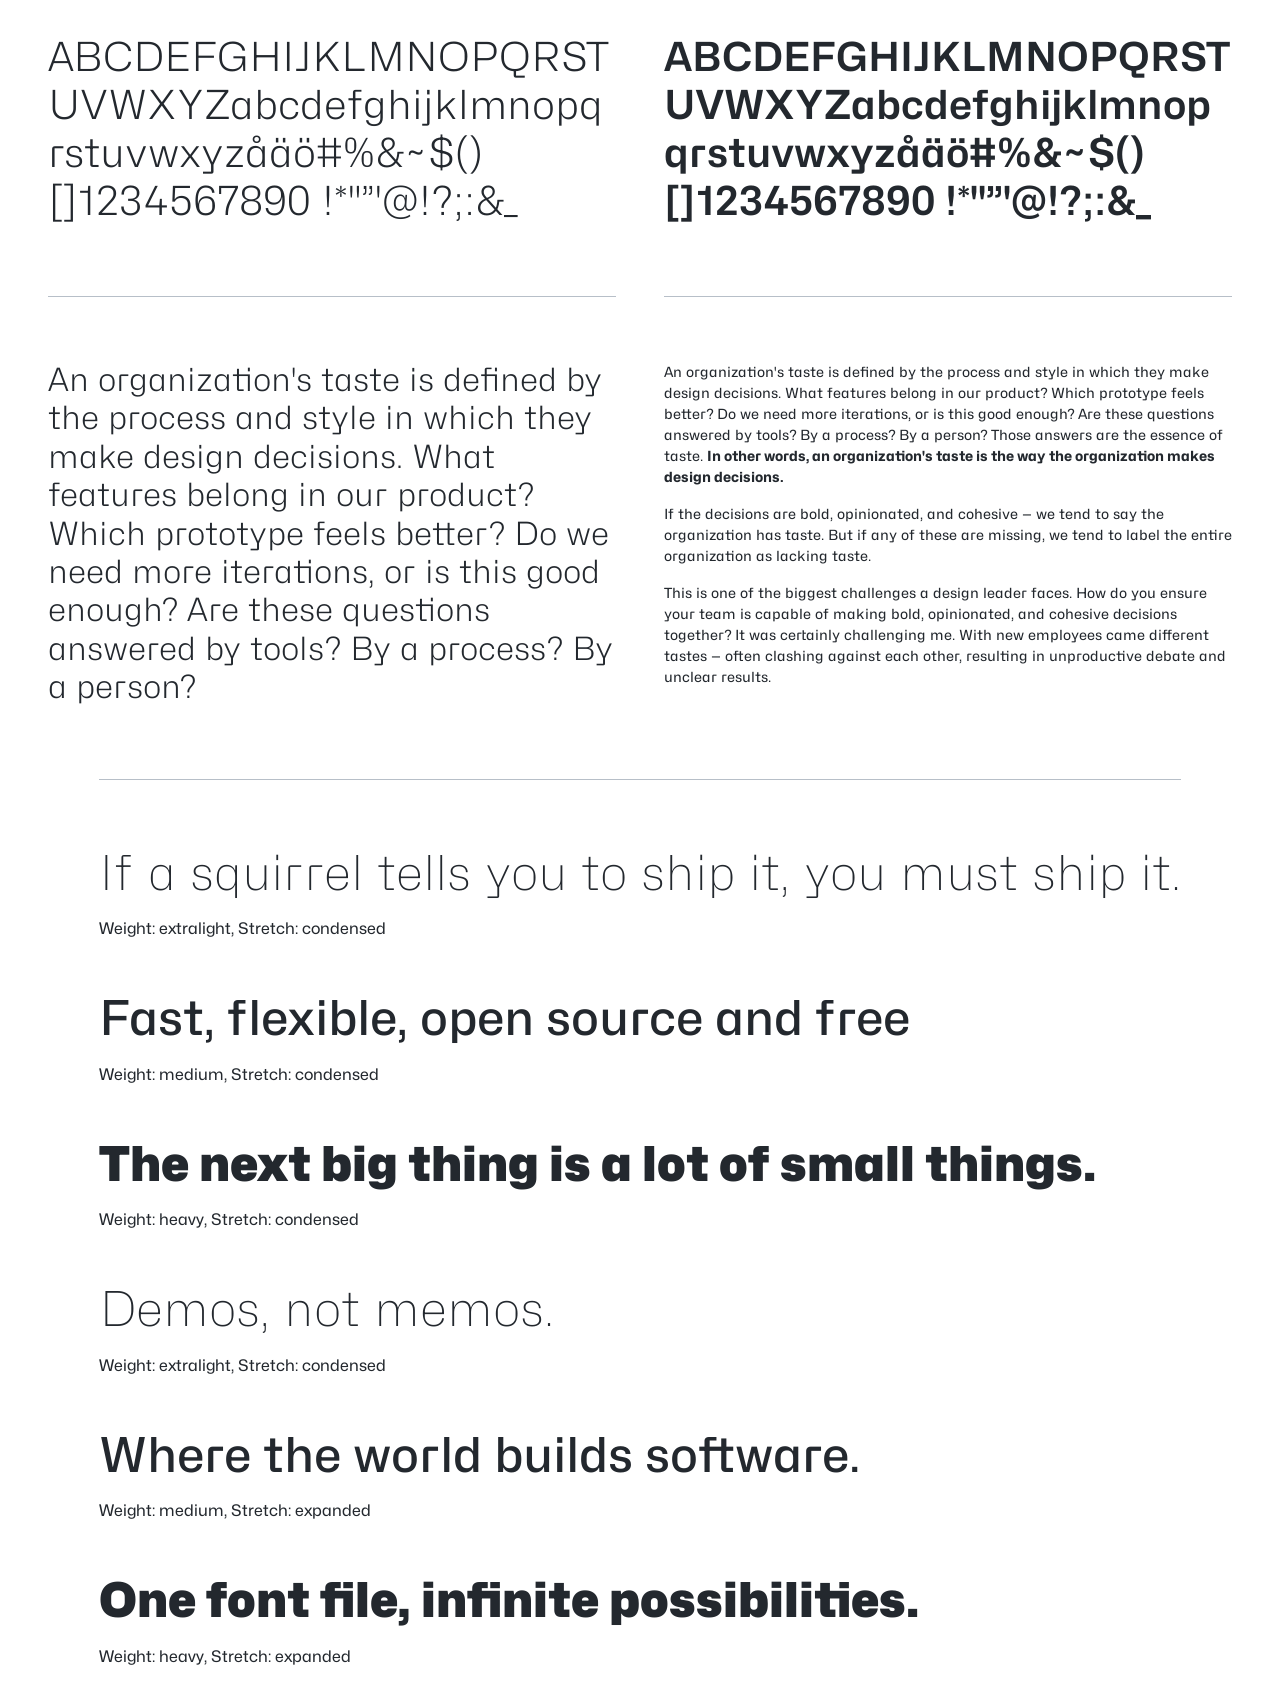 ABCDEFGHIJKLMNOPQRST
UVWXYZabcdefghijklmnopq
rstuvwxyzåäö#%&~$()
[]1234567890 !*"”'@!?;:&_
ABCDEFGHIJKLMNOPQRST
UVWXYZabcdefghijklmnop
qrstuvwxyzåäö#%&~$()
[]1234567890 !*"”'@!?;:&_
An organization's taste is defined by
the process and style in which they
make design decisions. What
features belong in our product?
Which prototype feels better? Do we
need more iterations, or is this good
enough? Are these questions
answered by tools? By a process? By
a person?
An organization's taste is defined by the process and style in which they make
design decisions. What features belong in our product? Which prototype feels
better? Do we need more iterations, or is this good enough? Are these questions
answered by tools? By a process? By a person? Those answers are the essence of
taste. In other words, an organization's taste is the way the organization makes
design decisions.
If the decisions are bold, opinionated, and cohesive – we tend to say the
organization has taste. But if any of these are missing, we tend to label the entire
organization as lacking taste.
This is one of the biggest challenges a design leader faces. How do you ensure
your team is capable of making bold, opinionated, and cohesive decisions
together? It was certainly challenging me. With new employees came different
tastes – often clashing against each other, resulting in unproductive debate and
unclear results.
If a squirrel tells you to ship it, you must ship it.
Weight: extralight, Stretch: condensed
Fast, flexible, open source and free
Weight: medium, Stretch: condensed
The next big thing is a lot of small things.
Weight: heavy, Stretch: condensed
Demos, not memos.
Weight: extralight, Stretch: condensed
Where the world builds software.
Weight: medium, Stretch: expanded
One font file, infinite possibilities.
Weight: heavy, Stretch: expanded